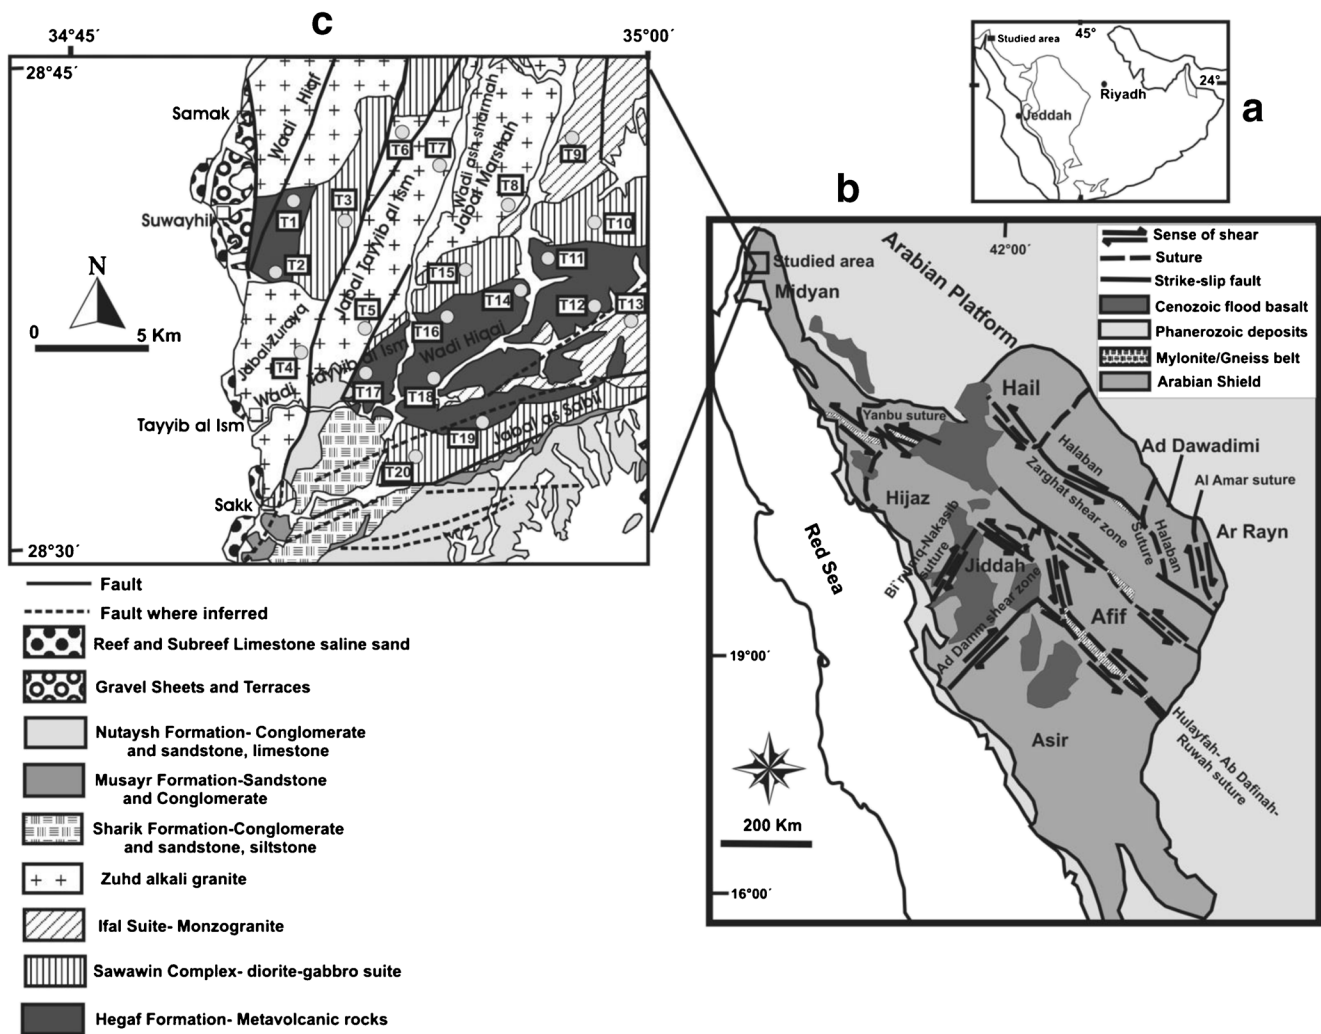 c
34°45′
35°00′
28°45′
Samak
Wadi Hiqf
Suwayhil
T1
T2
T3
T4
T5
T6
T7
T8
T9
T10
T11
T12
T13
T14
T15
T16
T17
T18
T19
T20
Wadi ash sharmah
Jabal Marshah
Jabal Tayyib al Ism
Wadi Hiqai
Jabal Zurayq
Wadi Tayyib al Ism
Tayyib al Ism
Jabal as Sabii
Sakk
28°30′
N
0
5 Km
Fault
Fault where inferred
Reef and Subreef Limestone saline sand
Gravel Sheets and Terraces
Nutaysh Formation- Conglomerate
and sandstone, limestone
Musayr Formation-Sandstone
and Conglomerate
Sharik Formation-Conglomerate
and sandstone, siltstone
Zuhd alkali granite
Ifal Suite- Monzogranite
Sawawin Complex- diorite-gabbro suite
Hegaf Formation- Metavolcanic rocks
a
45°
Studied area
24°
Riyadh
Jeddah
b
42°00′
Studied area
Midyan
Arabian Platform
Sense of shear
Suture
Strike-slip fault
Cenozoic flood basalt
Phanerozoic deposits
Mylonite/Gneiss belt
Arabian Shield
Hail
Yanbu suture
Halaban
Zarghat shear zone
Ad Dawadimi
Al Amar suture
Suture
Halaban
Ar Rayn
Hijaz
Red Sea
Bi`r Umq-Nakasib
suture
Jiddah
Ad Damm shear zone
Afif
19°00′
Asir
Hulayfah- Ab Dafinah-
Ruwah suture
200 Km
16°00′